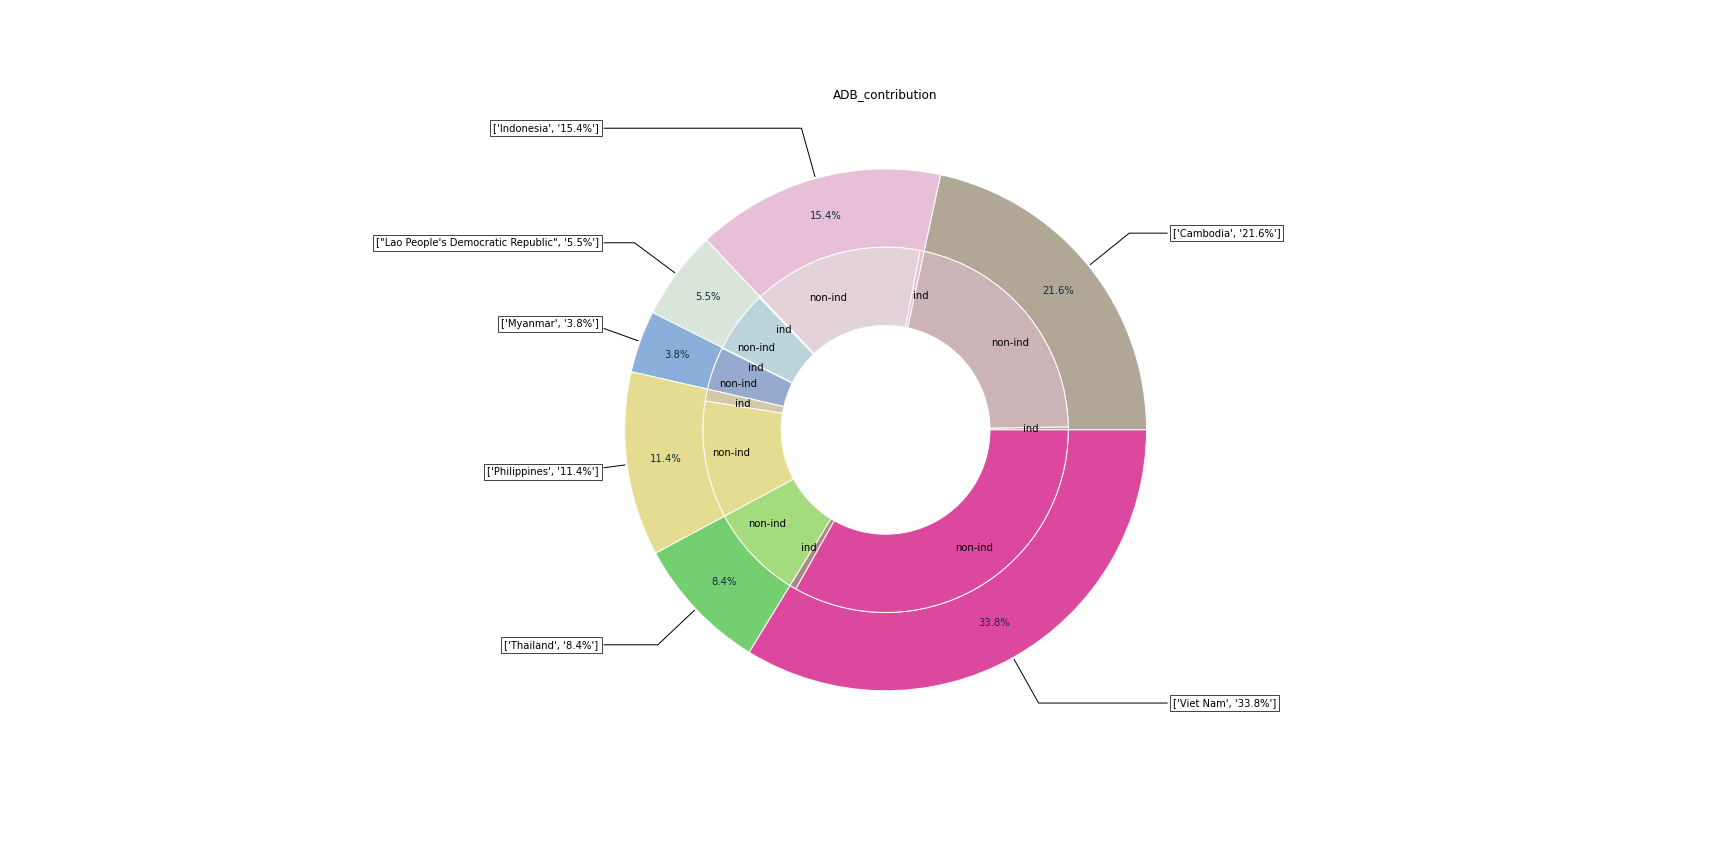 ADB_contribution
['Indonesia', '15.4%']
["Lao People's Democratic Republic", '5.5%']
['Myanmar', '3.8%']
['Philippines', '11.4%']
['Thailand', '8.4%']
['Cambodia', '21.6%']
['Viet Nam', '33.8%']
15.4%
21.6%
5.5%
3.8%
11.4%
8.4%
33.8%
non-ind
ind
non-ind
ind
non-ind
ind
non-ind
ind
non-ind
ind
non-ind
ind
non-ind
ind